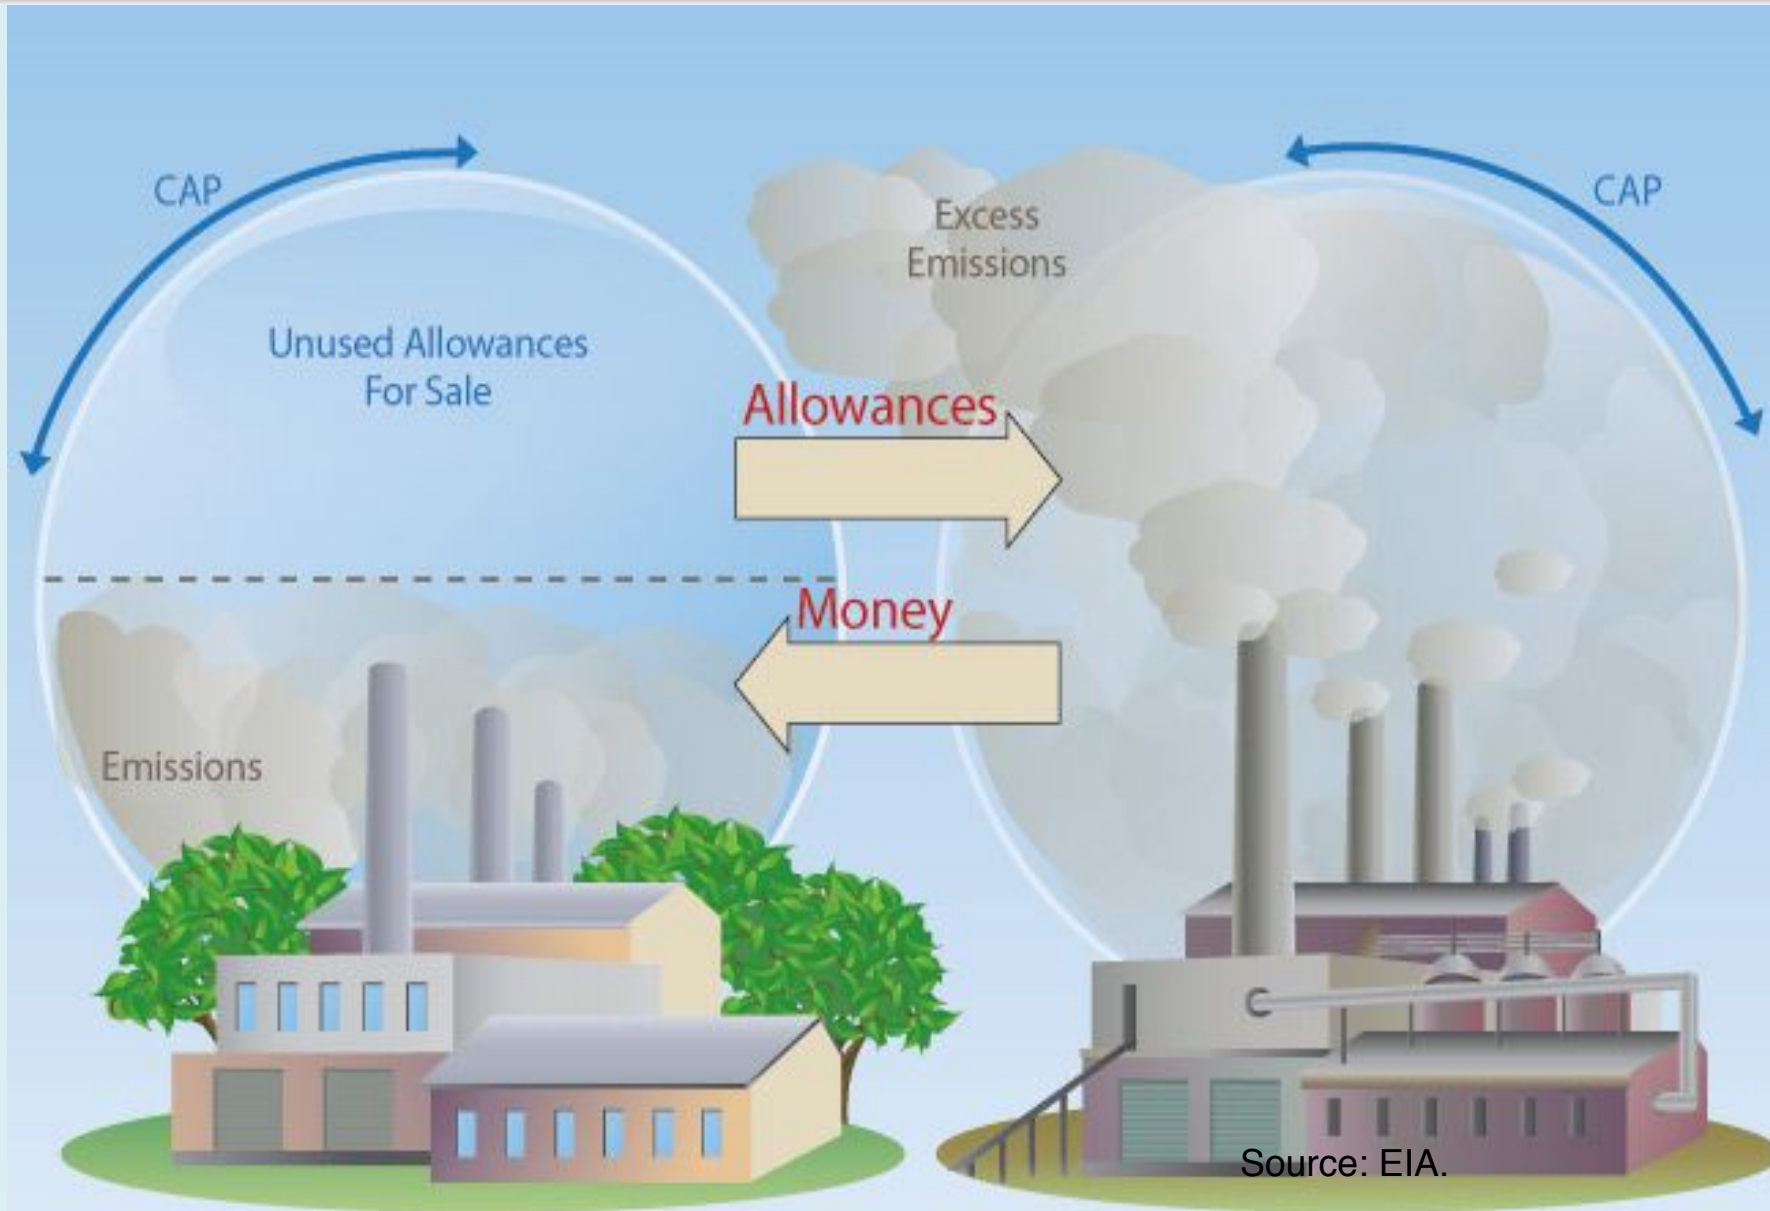 CAP
CAP
Excess
Emissions
Unused Allowances
For Sale
Allowances
Money
Emissions
Source: EIA.